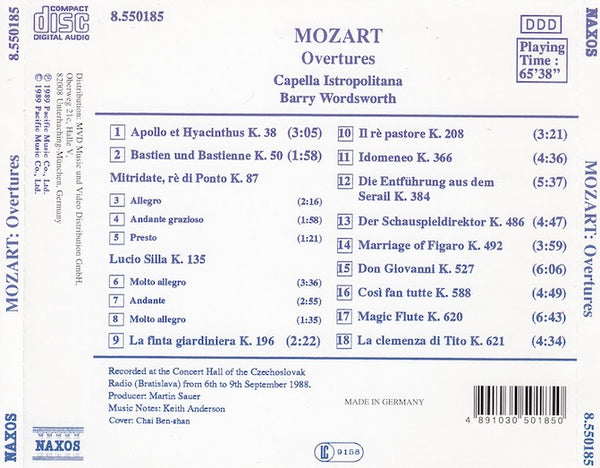 8.550185
COMPACT
disc
DIGITAL AUDIO
Distribution: MVD Music und Video Distribution GmbH,
Oberweg 21c, Halle V,
82008 Unterhaching-München, Germany
℗ 1989 Pacific Music Co., Ltd.
© 1989 Pacific Music Co., Ltd.
MOZART: Overtures
NAXOS
NAXOS
8.550185
MOZART
Overtures
Capella Istropolitana
Barry Wordsworth
DDD
Playing
Time :
65'38"
1 Apollo et Hyacinthus K. 38 (3:05)
2 Bastien und Bastienne K. 50 (1:58)
Mitridate, rè di Ponto K. 87
3 Allegro (2:16)
4 Andante grazioso (1:58)
5 Presto (1:21)
Lucio Silla K. 135
6 Molto allegro (3:36)
7 Andante (2:55)
8 Molto allegro (1:35)
9 La finta giardiniera K. 196 (2:22)
10 Il rè pastore K. 208 (3:21)
11 Idomeneo K. 366 (4:36)
12 Die Entführung aus dem (5:37)
Serail K. 384
13 Der Schauspieldirektor K. 486 (4:47)
14 Marriage of Figaro K. 492 (3:59)
15 Don Giovanni K. 527 (6:06)
16 Così fan tutte K. 588 (4:49)
17 Magic Flute K. 620 (6:43)
18 La clemenza di Tito K. 621 (4:34)
Recorded at the Concert Hall of the Czechoslovak
Radio (Bratislava) from 6th to 9th September 1988.
Producer: Martin Sauer
Music Notes: Keith Anderson
Cover: Chai Ben-shan
MADE IN GERMANY
LC 9158
4 891030 501850
NAXOS
MOZART: Overtures
8.550185